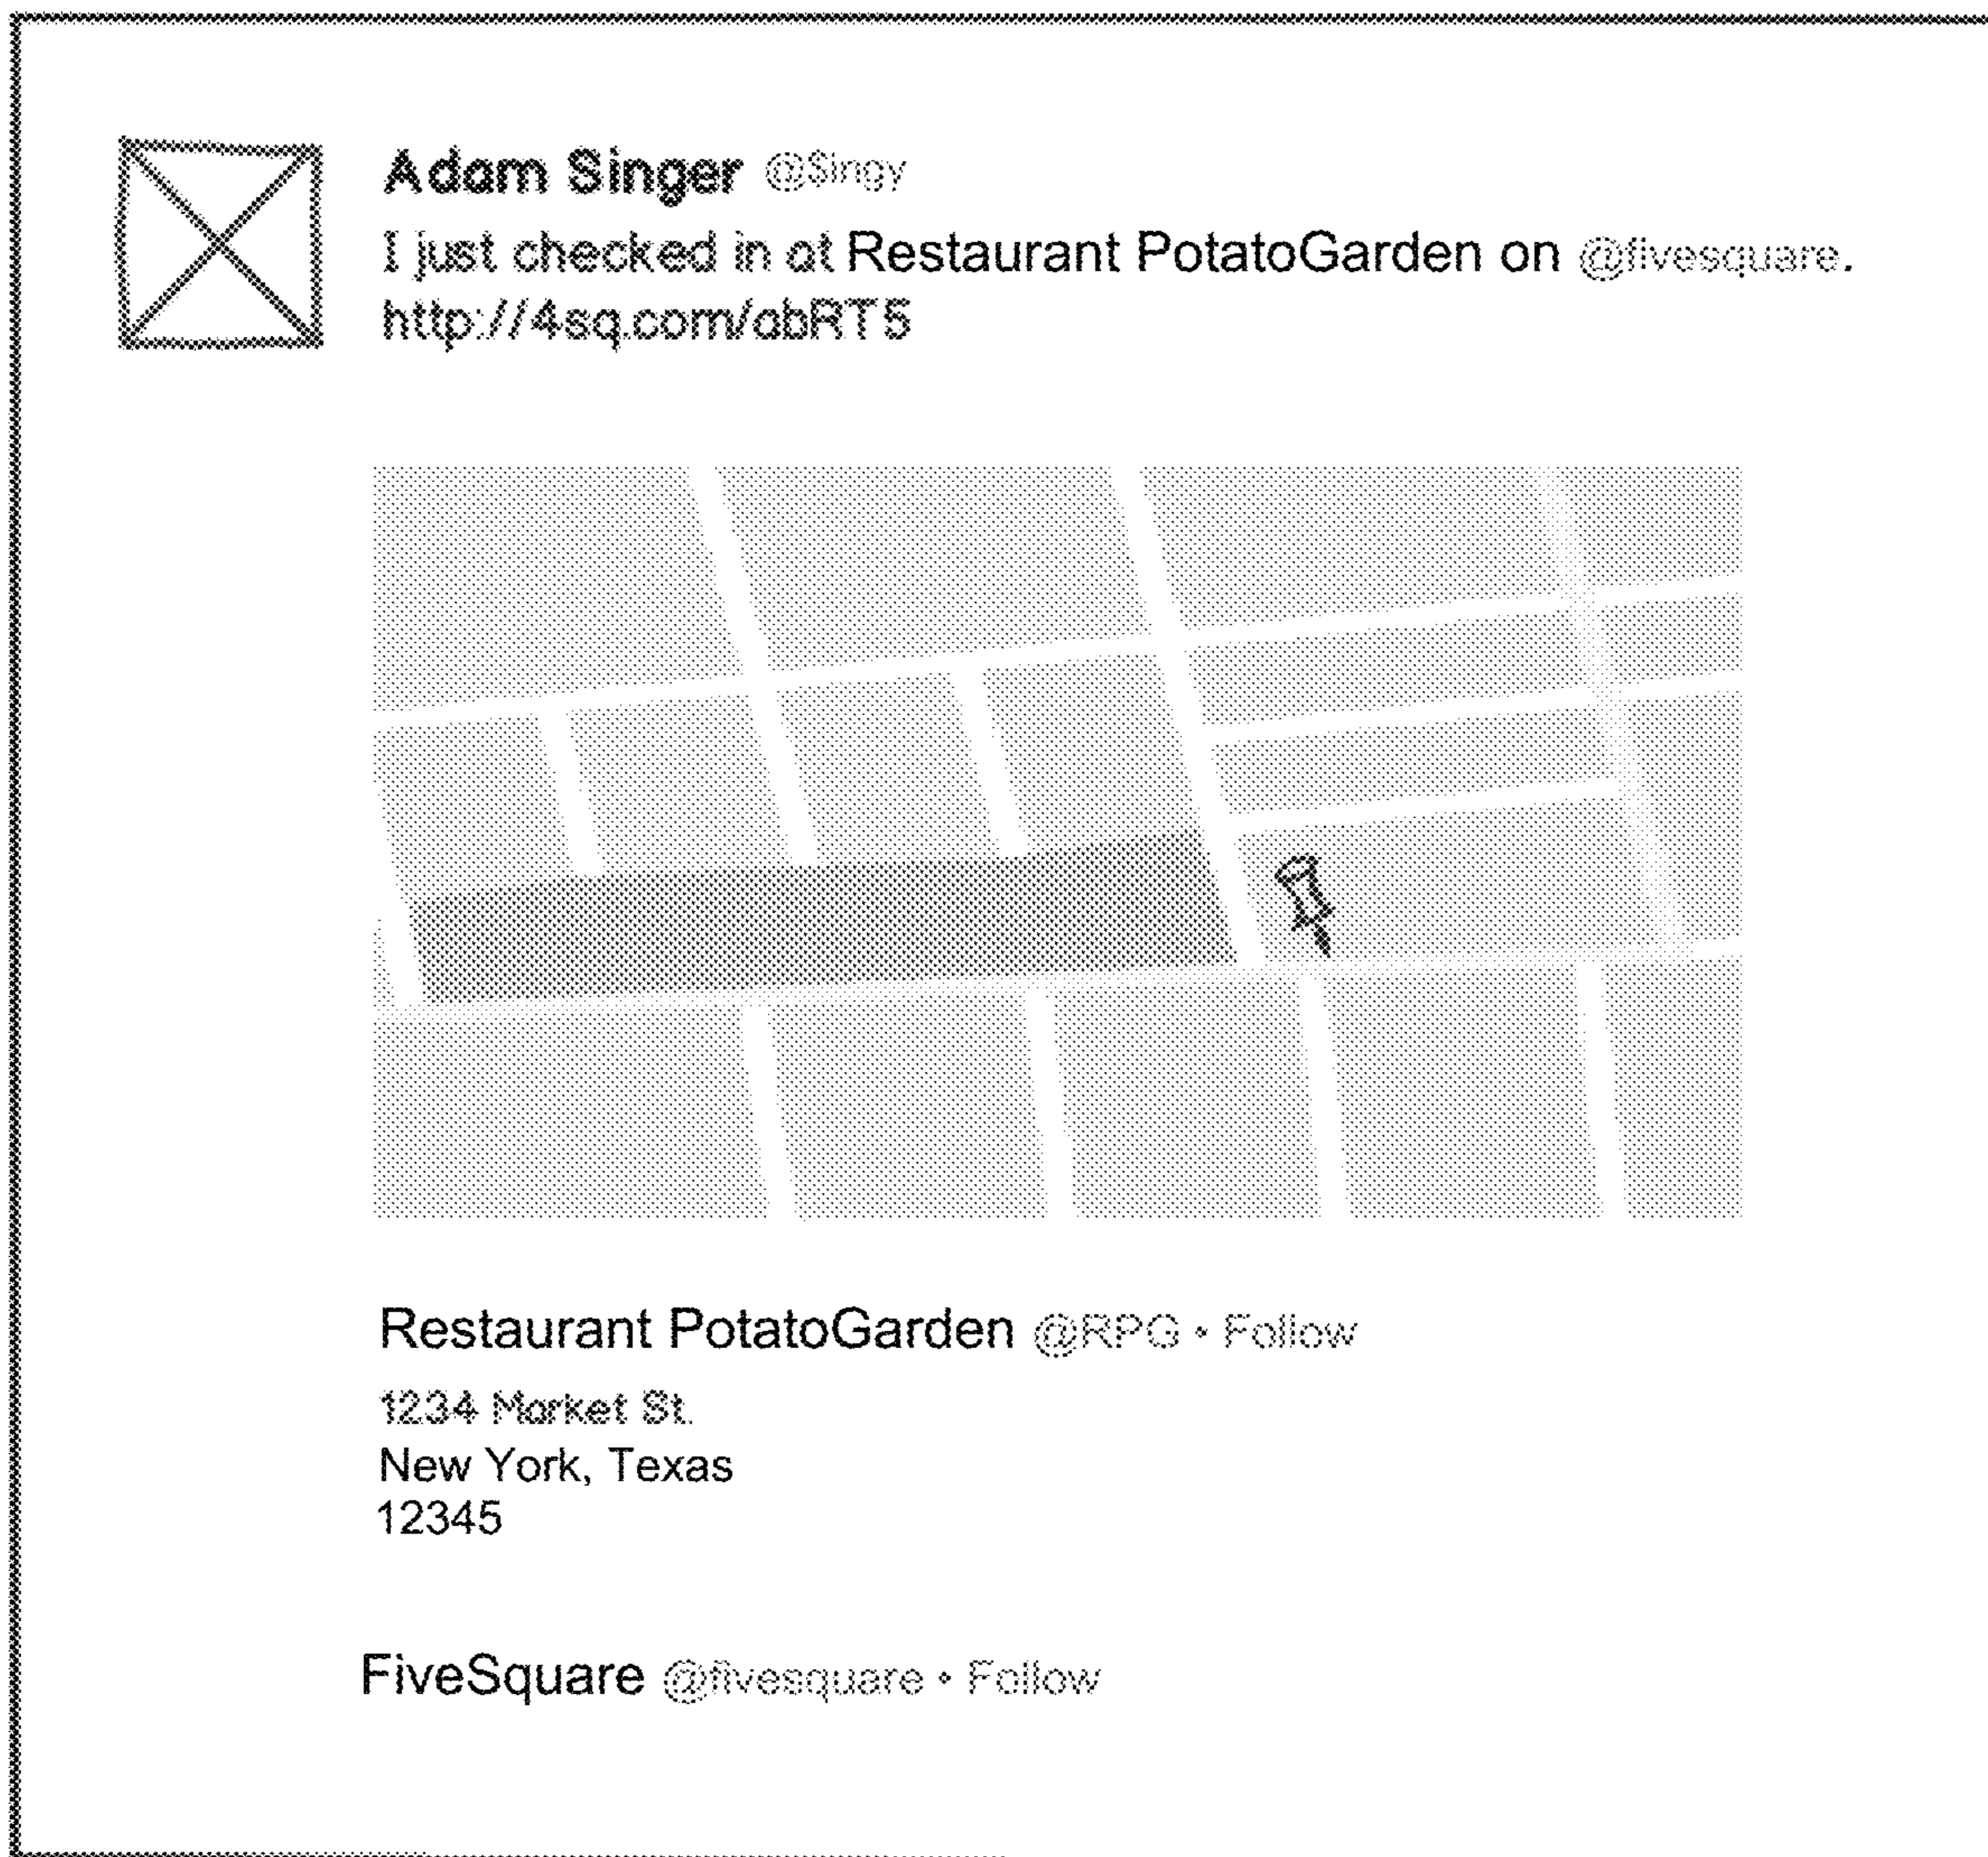 Adam Singer @Singy
I just checked in at Restaurant PotatoGarden on @fivesquare.
http://4sq.com/abRT5
Restaurant PotatoGarden @RPG • Follow
1234 Market St.
New York, Texas
12345
FiveSquare @fivesquare • Follow